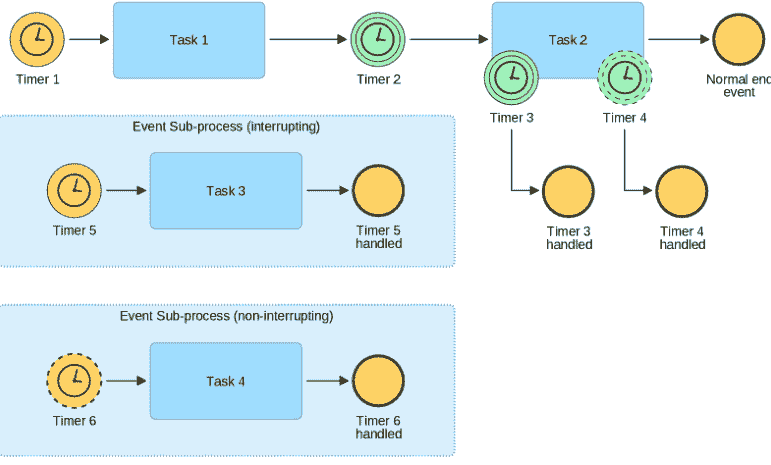 Task 1
Task 2
Timer 1
Timer 2
Normal end
event
Timer 3
Timer 4
Event Sub-process (interrupting)
Task 3
Timer 5
Timer 5
handled
Timer 3
handled
Timer 4
handled
Event Sub-process (non-interrupting)
Task 4
Timer 6
Timer 6
handled